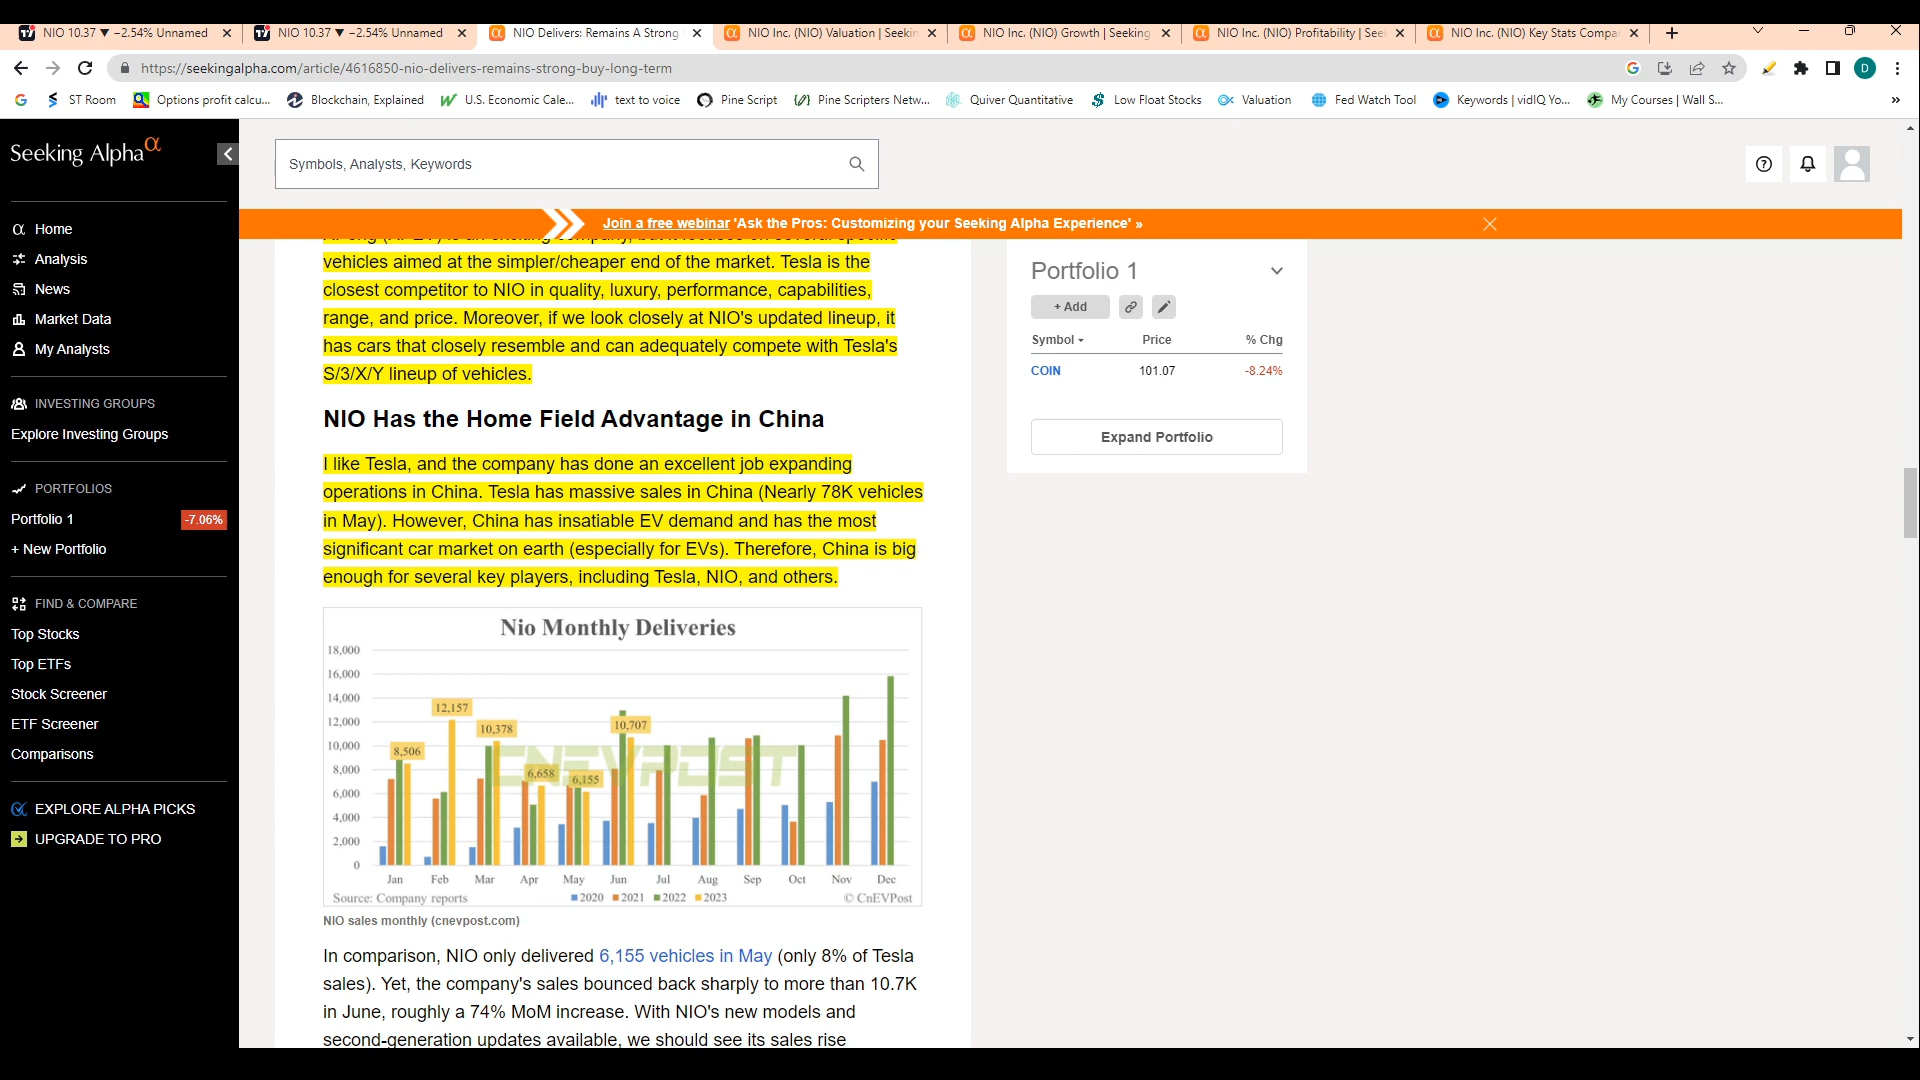 NIO 10.37 ▼ −2.54% Unnamed
NIO 10.37 ▼ −2.54% Unnamed
NIO Delivers: Remains A Strong
NIO Inc. (NIO) Valuation | Seekin
NIO Inc. (NIO) Growth | Seeking
NIO Inc. (NIO) Profitability | See
NIO Inc. (NIO) Key Stats Compar
https://seekingalpha.com/article/4616850-nio-delivers-remains-strong-buy-long-term
D
ST Room
Options profit calcu...
Blockchain, Explained
U.S. Economic Cale...
text to voice
Pine Script
Pine Scripters Netw...
Quiver Quantitative
Low Float Stocks
Valuation
Fed Watch Tool
Keywords | vidIQ Yo...
My Courses | Wall S...
»
Seeking Alpha α
Home
Analysis
News
Market Data
My Analysts
INVESTING GROUPS
Explore Investing Groups
PORTFOLIOS
Portfolio 1 -7.06%
+ New Portfolio
FIND & COMPARE
Top Stocks
Top ETFs
Stock Screener
ETF Screener
Comparisons
EXPLORE ALPHA PICKS
UPGRADE TO PRO
Symbols, Analysts, Keywords
Join a free webinar 'Ask the Pros: Customizing your Seeking Alpha Experience' »
vehicles aimed at the simpler/cheaper end of the market. Tesla is the
closest competitor to NIO in quality, luxury, performance, capabilities,
range, and price. Moreover, if we look closely at NIO's updated lineup, it
has cars that closely resemble and can adequately compete with Tesla's
S/3/X/Y lineup of vehicles.
NIO Has the Home Field Advantage in China
I like Tesla, and the company has done an excellent job expanding
operations in China. Tesla has massive sales in China (Nearly 78K vehicles
in May). However, China has insatiable EV demand and has the most
significant car market on earth (especially for EVs). Therefore, China is big
enough for several key players, including Tesla, NIO, and others.
Nio Monthly Deliveries
18,000
16,000
14,000
12,000
10,000
8,000
6,000
4,000
2,000
0
8,506
12,157
10,378
6,658
6,155
10,707
CNEVPOST
Jan Feb Mar Apr May Jun Jul Aug Sep Oct Nov Dec
Source: Company reports
2020 2021 2022 2023
© CnEVPost
NIO sales monthly (cnevpost.com)
In comparison, NIO only delivered 6,155 vehicles in May (only 8% of Tesla
sales). Yet, the company's sales bounced back sharply to more than 10.7K
in June, roughly a 74% MoM increase. With NIO's new models and
second-generation updates available, we should see its sales rise
Portfolio 1
+ Add
Symbol Price % Chg
COIN 101.07 -8.24%
Expand Portfolio